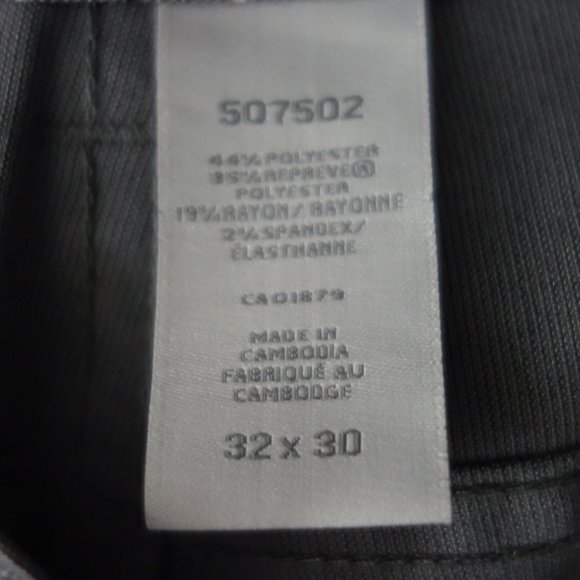 507502
44% POLYESTER
35% REPREVE®
POLYESTER
19% RAYON/ RAYONNE
2% SPANDEX/
ÉLASTHANNE
CA01879
MADE IN
CAMBODIA
FABRIQUÉ AU
CAMBODGE
32 x 30